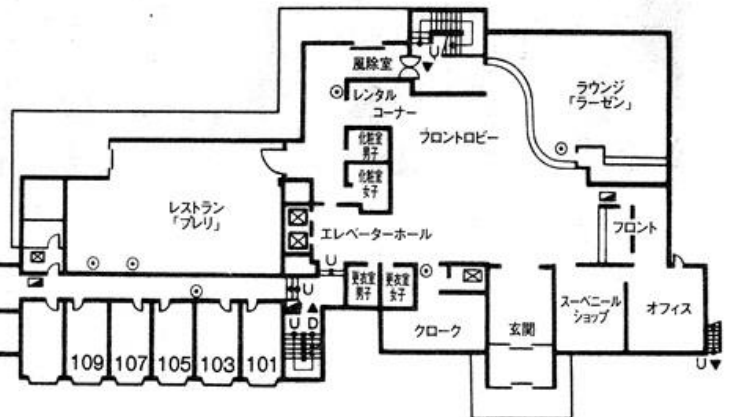 風除室
U
レンタル
コーナー
ラウンジ
「ラーゼン」
化粧室
男子
フロントロビー
化粧室
女子
レストラン
「プレリ」
エレベーターホール
フロント
U
更衣室
男子
更衣室
女子
スーベニール
ショップ
オフィス
クローク
玄関
U
U D
U
109
107
105
103
101